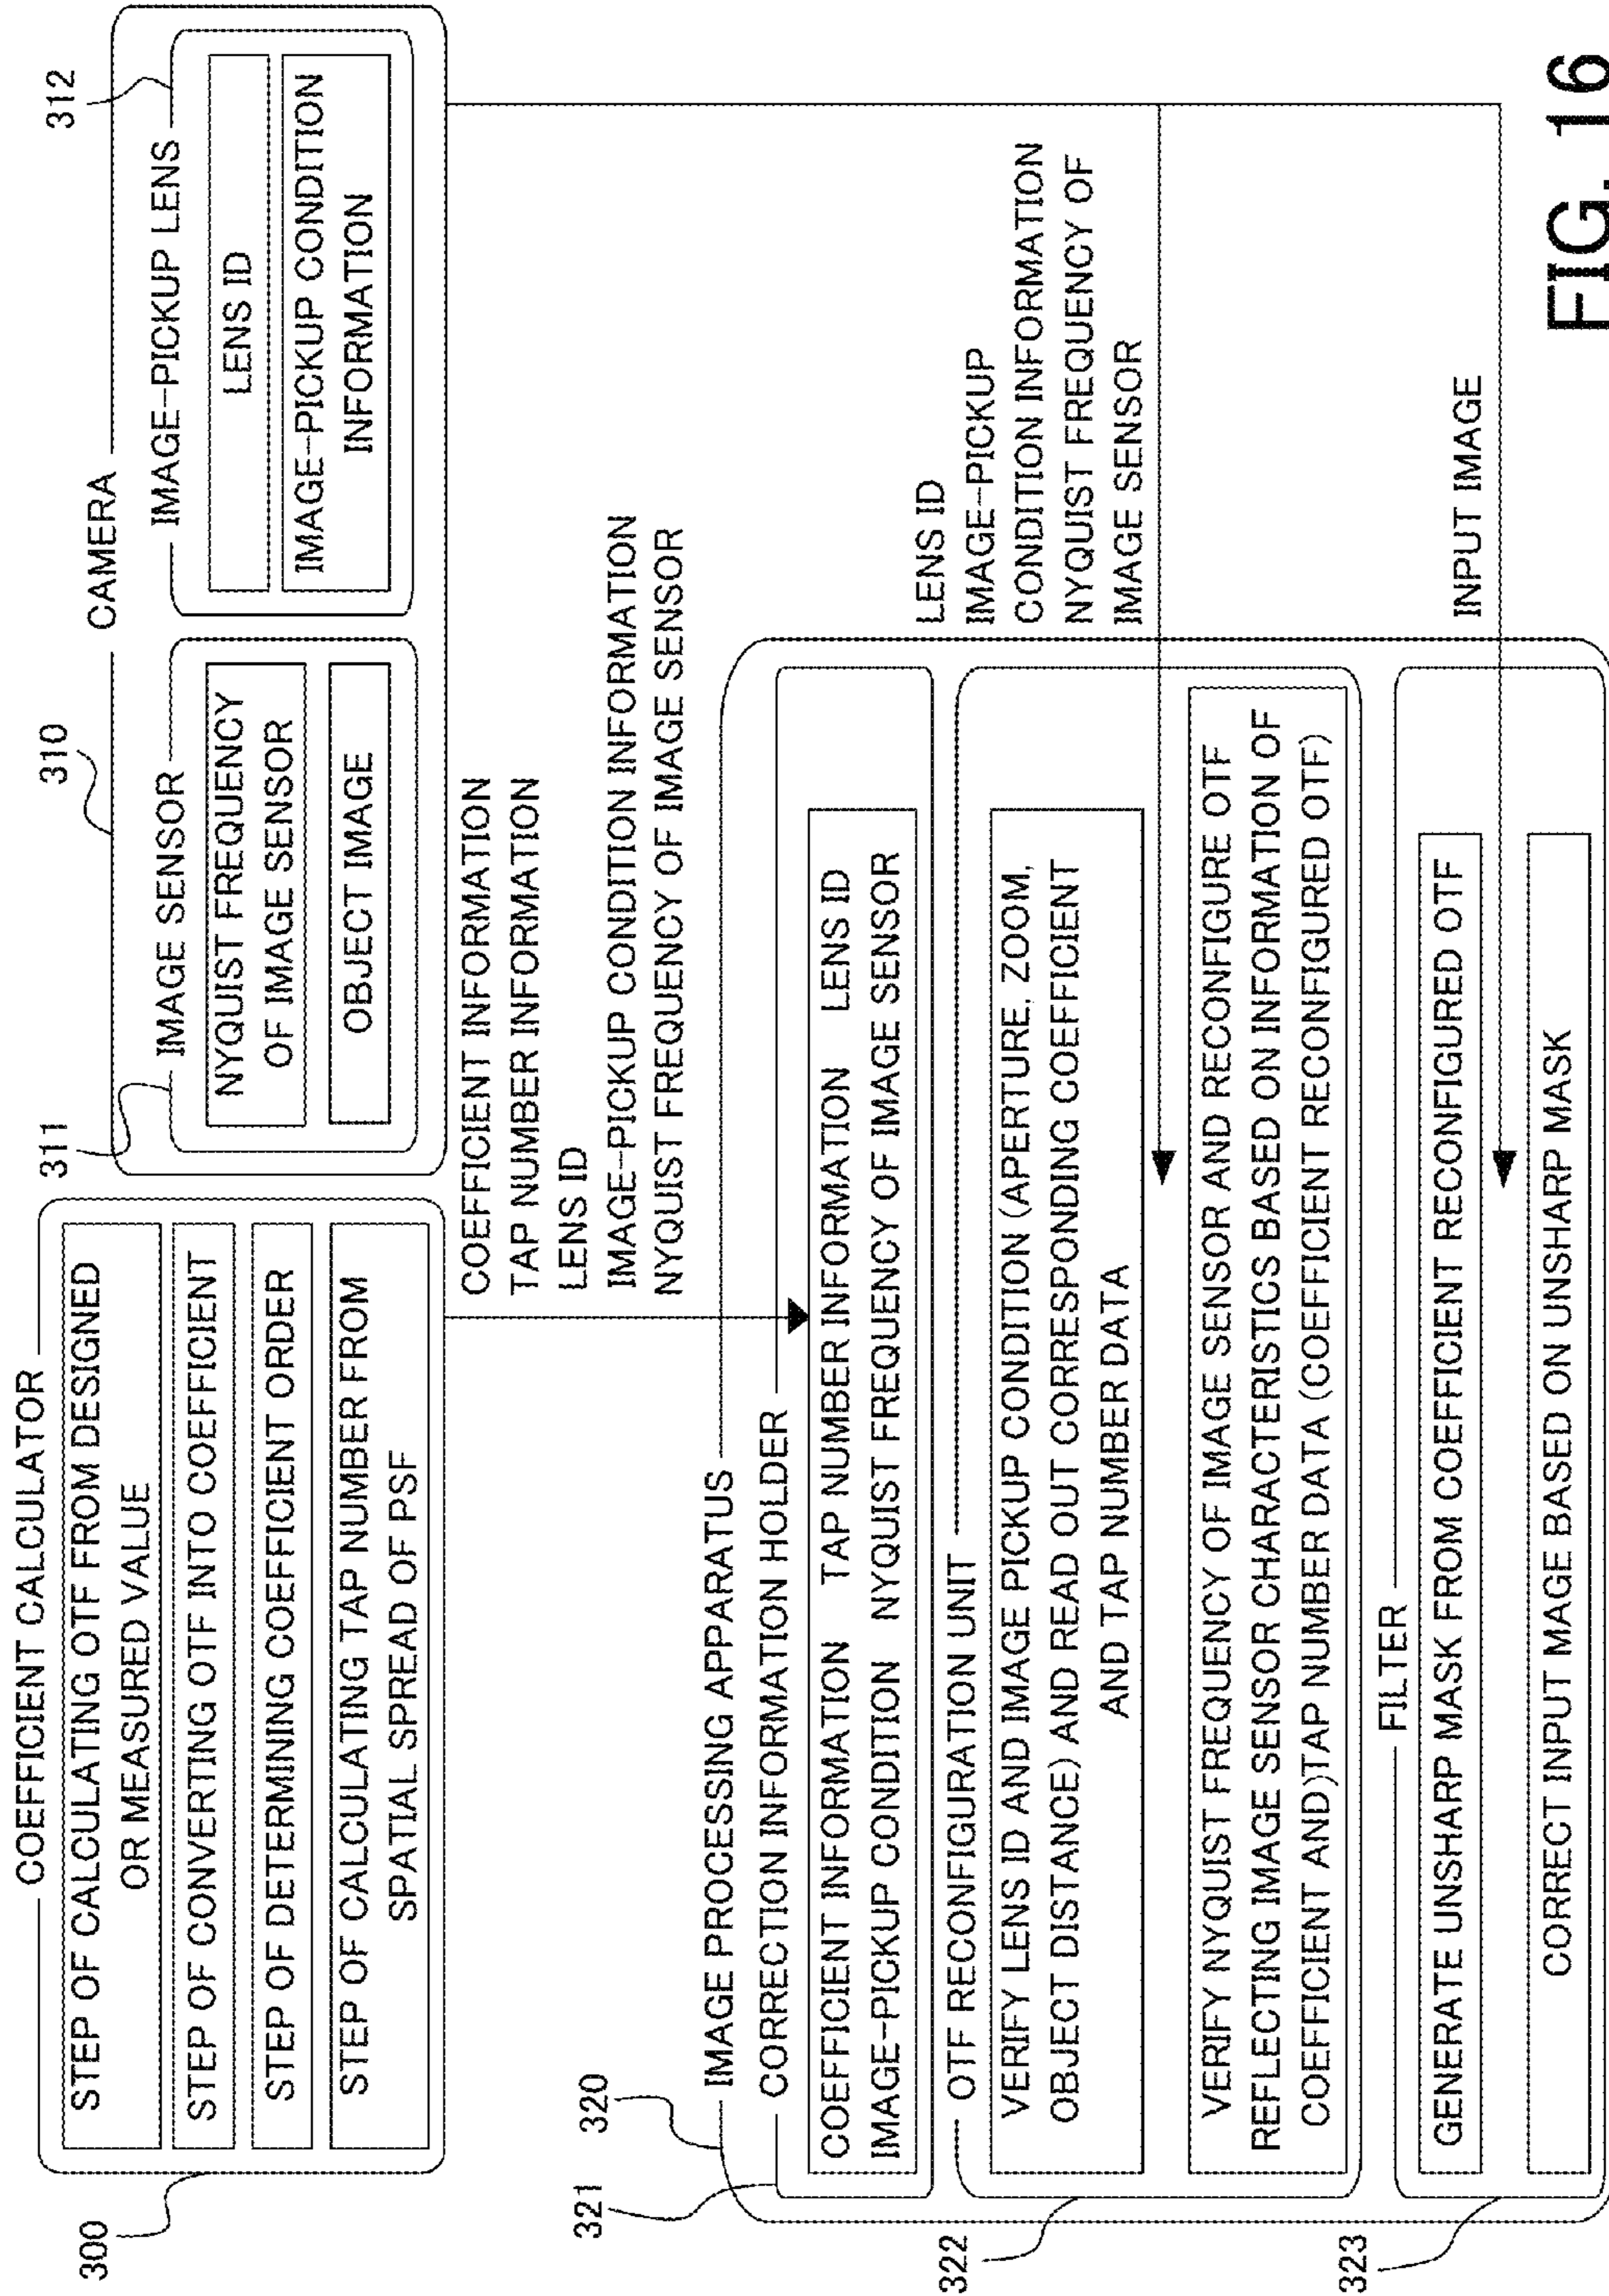 300
COEFFICIENT CALCULATOR
STEP OF CALCULATING OTF FROM DESIGNED
OR MEASURED VALUE
STEP OF CONVERTING OTF INTO COEFFICIENT
STEP OF DETERMINING COEFFICIENT ORDER
STEP OF CALCULATING TAP NUMBER FROM
SPATIAL SPREAD OF PSF
310
CAMERA
311
IMAGE SENSOR
NYQUIST FREQUENCY
OF IMAGE SENSOR
OBJECT IMAGE
312
IMAGE-PICKUP LENS
LENS ID
IMAGE-PICKUP CONDITION
INFORMATION
COEFFICIENT INFORMATION
TAP NUMBER INFORMATION
LENS ID
IMAGE-PICKUP CONDITION INFORMATION
NYQUIST FREQUENCY OF IMAGE SENSOR
320
IMAGE PROCESSING APPARATUS
321
CORRECTION INFORMATION HOLDER
COEFFICIENT INFORMATION TAP NUMBER INFORMATION LENS ID
IMAGE-PICKUP CONDITION NYQUIST FREQUENCY OF IMAGE SENSOR
322
OTF RECONFIGURATION UNIT
VERIFY LENS ID AND IMAGE PICKUP CONDITION (APERTURE, ZOOM,
OBJECT DISTANCE) AND READ OUT CORRESPONDING COEFFICIENT
AND TAP NUMBER DATA
LENS ID
IMAGE-PICKUP
CONDITION INFORMATION
NYQUIST FREQUENCY OF
IMAGE SENSOR
VERIFY NYQUIST FREQUENCY OF IMAGE SENSOR AND RECONFIGURE OTF
REFLECTING IMAGE SENSOR CHARACTERISTICS BASED ON INFORMATION OF
COEFFICIENT AND)TAP NUMBER DATA (COEFFICIENT RECONFIGURED OTF)
323
FILTER
GENERATE UNSHARP MASK FROM COEFFICIENT RECONFIGURED OTF
INPUT IMAGE
CORRECT INPUT IMAGE BASED ON UNSHARP MASK
FIG. 16